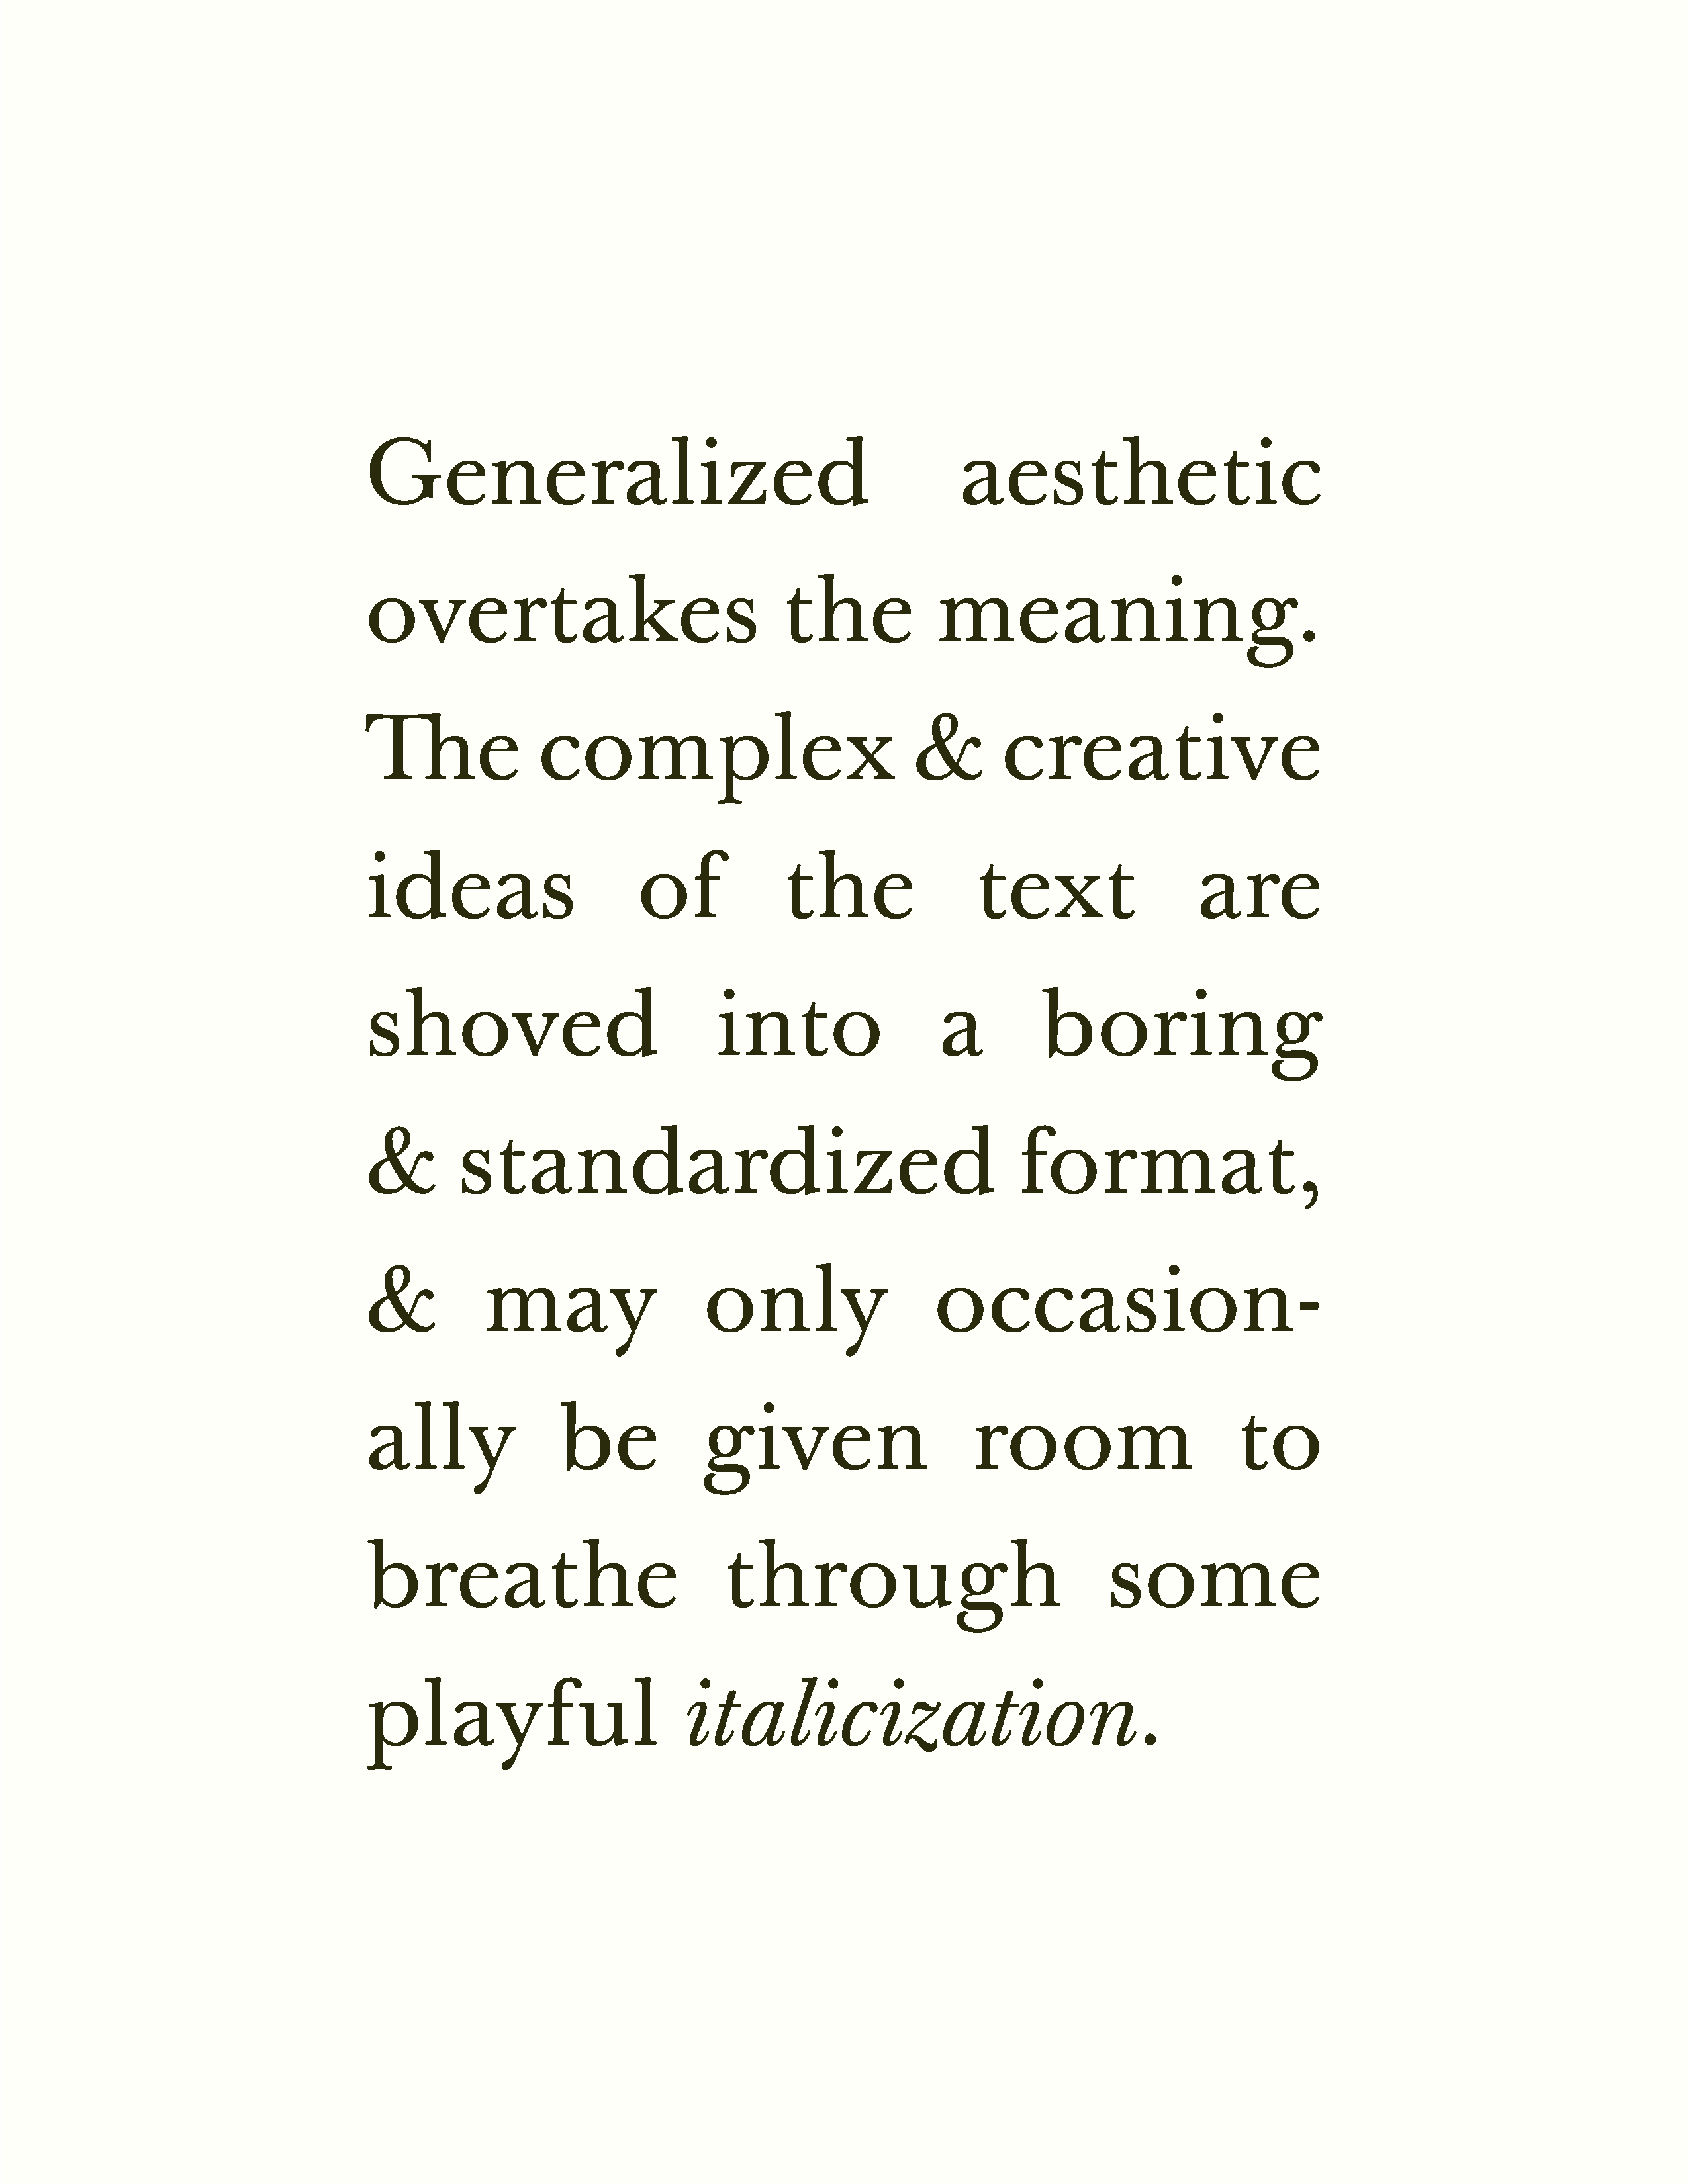 Generalized aesthetic
overtakes the meaning.
The complex & creative
ideas of the text are
shoved into a boring
& standardized format,
& may only occasion-
ally be given room to
breathe through some
playful italicization.